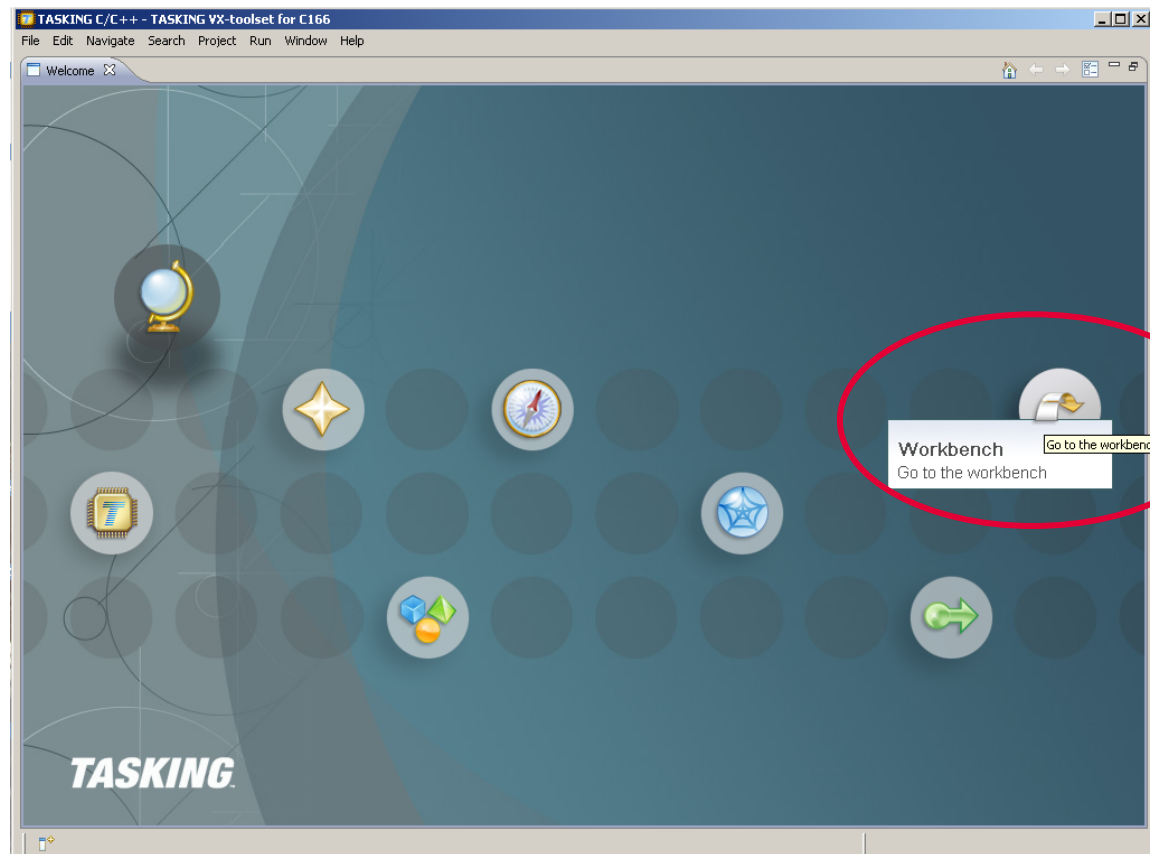 TASKING C/C++ - TASKING VX-toolset for C166
File Edit Navigate Search Project Run Window Help
Welcome
Workbench
Go to the workbench
Go to the workbenc
T
TASKING